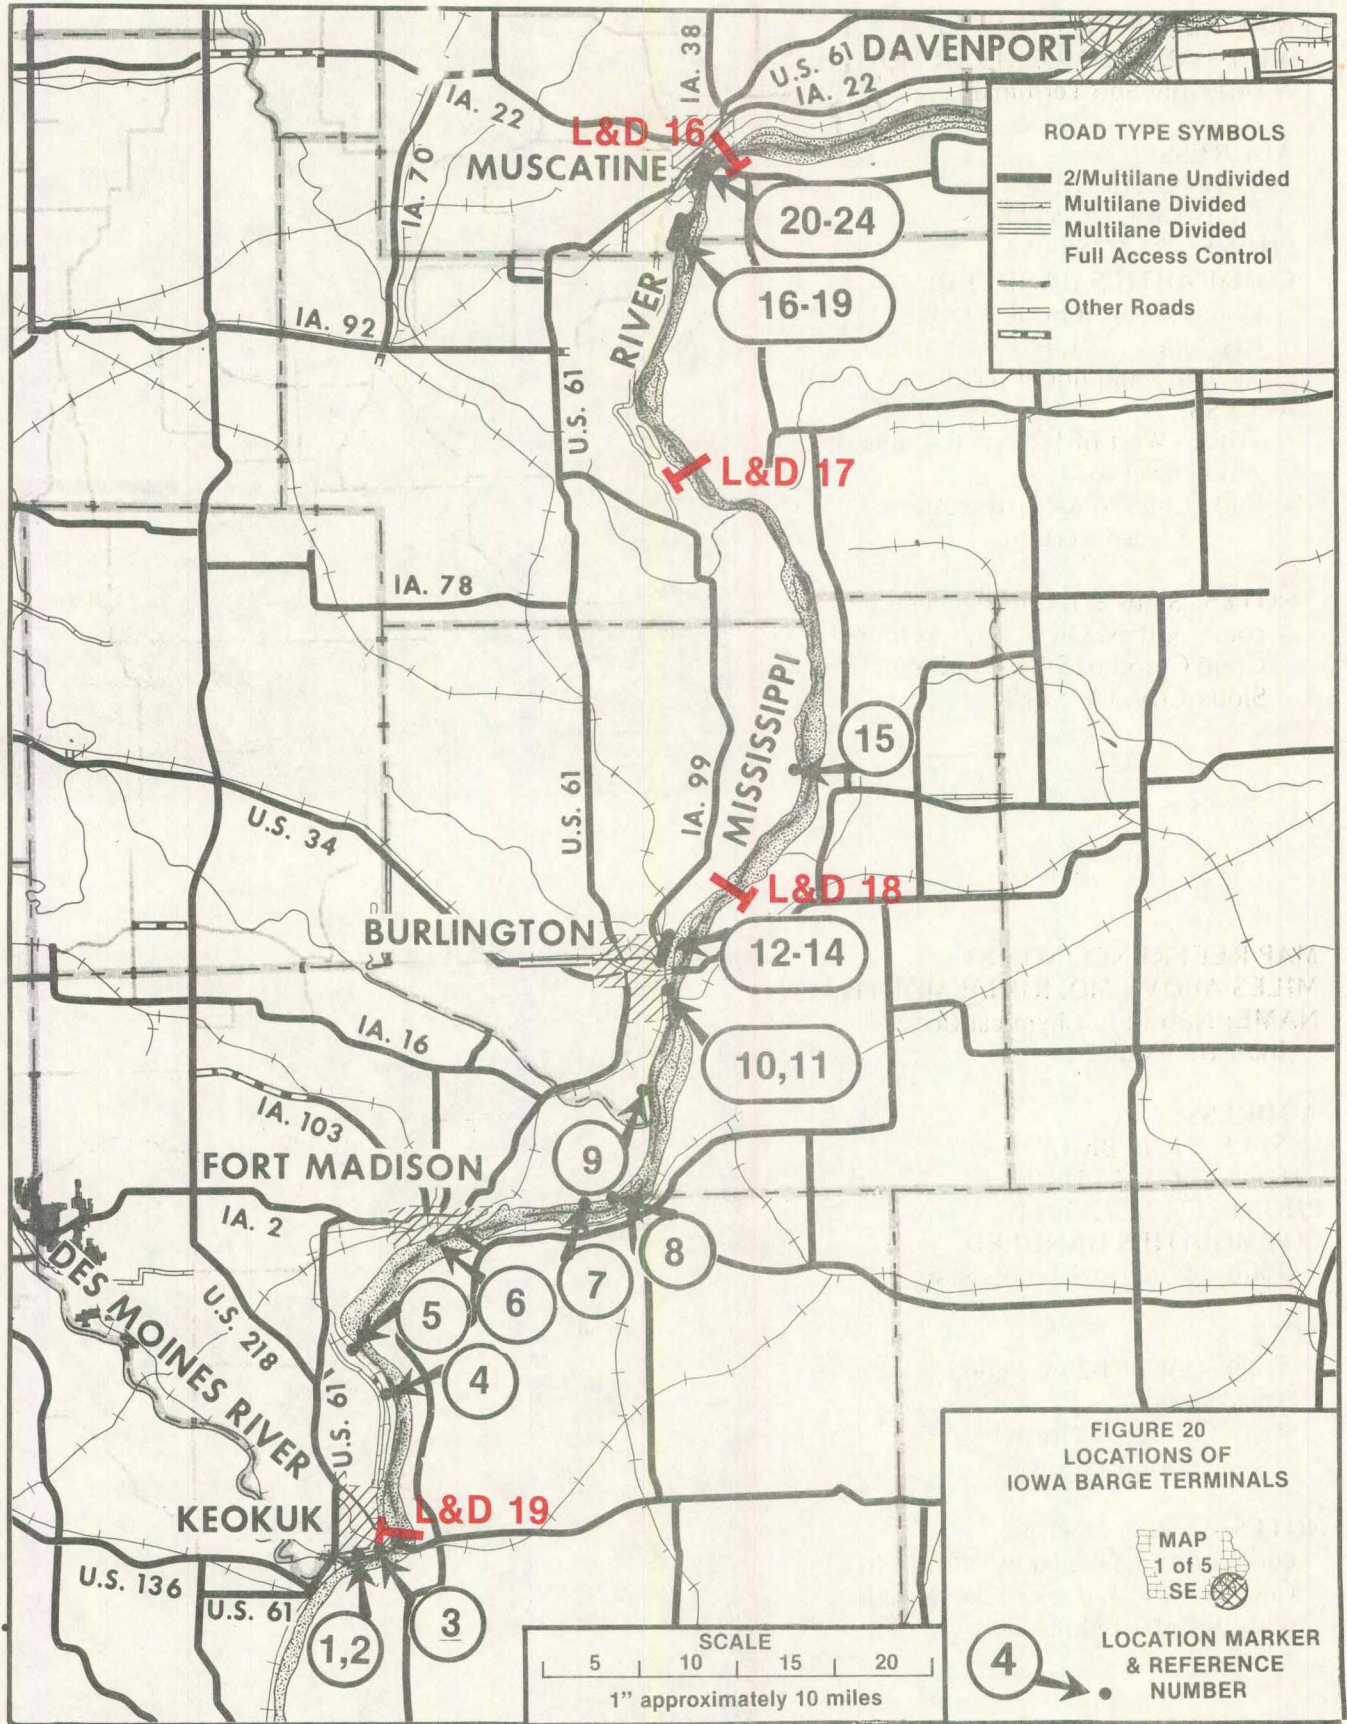 IA. 38
U.S. 61
DAVENPORT
IA. 22
IA. 22
L&D 16
MUSCATINE
IA. 70
ROAD TYPE SYMBOLS
2/Multilane Undivided
Multilane Divided
Multilane Divided
Full Access Control
Other Roads
20-24
16-19
RIVER
IA. 92
U.S. 61
L&D 17
IA. 78
MISSISSIPPI
15
IA. 99
U.S. 61
U.S. 34
L&D 18
BURLINGTON
12-14
10,11
IA. 16
IA. 103
9
FORT MADISON
IA. 2
8
7
6
5
4
DES MOINES RIVER
U.S. 218
U.S. 61
KEOKUK
L&D 19
U.S. 136
U.S. 61
1,2
3
SCALE
5 10 15 20
1" approximately 10 miles
FIGURE 20
LOCATIONS OF
IOWA BARGE TERMINALS
MAP
1 of 5
SE
4
LOCATION MARKER
& REFERENCE
NUMBER